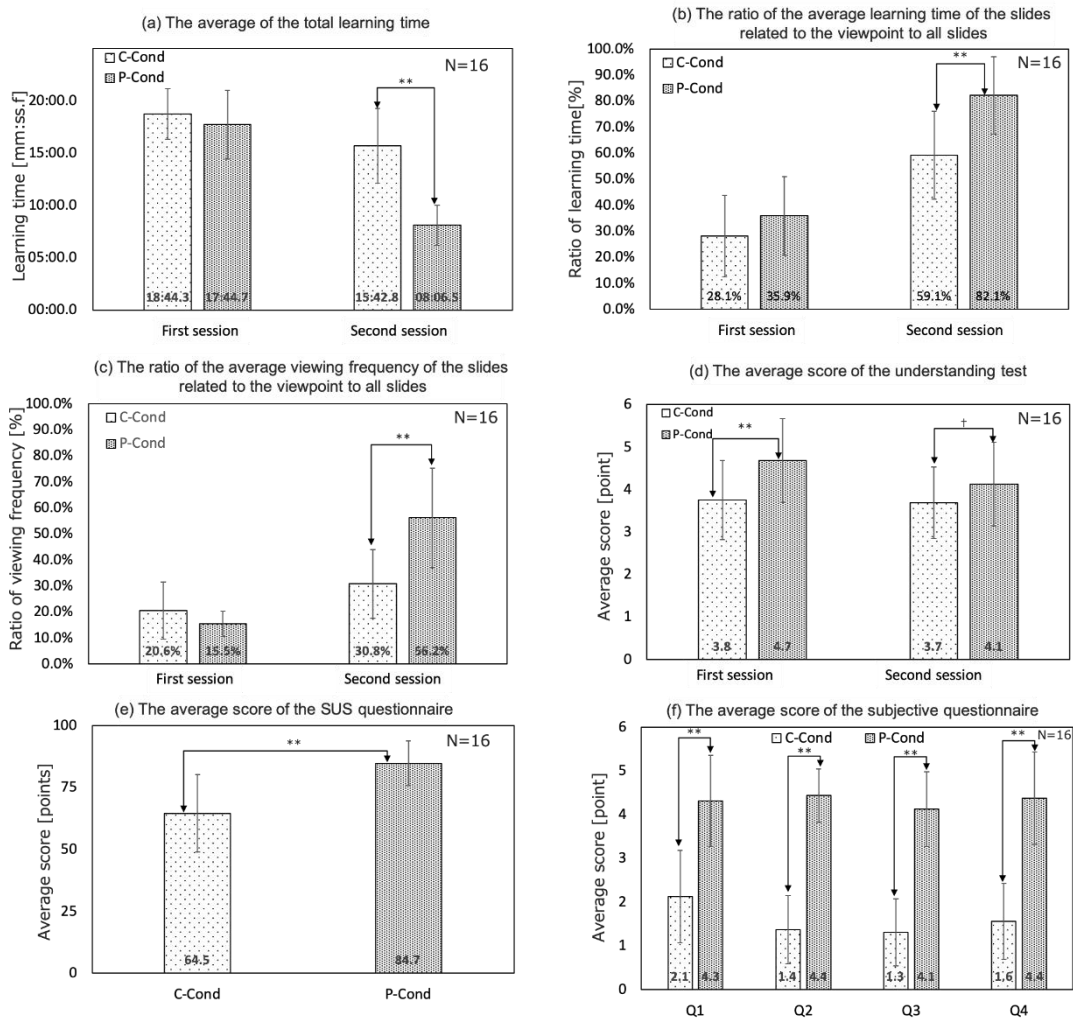 (a) The average of the total learning time
C-Cond
P-Cond
N=16
**
Learning time [mm:ss.f]
20:00.0
15:00.0
10:00.0
05:00.0
00:00.0
18:44.3 17:44.7 15:42.8 08:06.5
First session Second session
(b) The ratio of the average learning time of the slides
related to the viewpoint to all slides
100.0%
90.0%
80.0%
70.0%
60.0%
50.0%
40.0%
30.0%
20.0%
10.0%
0.0%
Ratio of learning time[%]
C-Cond
P-Cond
N=16
**
28.1% 35.9% 59.1% 82.1%
First session Second session
(c) The ratio of the average viewing frequency of the slides
related to the viewpoint to all slides
100.0%
90.0%
80.0%
70.0%
60.0%
50.0%
40.0%
30.0%
20.0%
10.0%
0.0%
Ratio of viewing frequency [%]
C-Cond
P-Cond
N=16
**
20.6% 15.5% 30.8% 56.2%
First session Second session
(d) The average score of the understanding test
6
5
4
3
2
1
0
Average score [point]
C-Cond
P-Cond
N=16
**
†
3.8 4.7 3.7 4.1
First session Second session
(e) The average score of the SUS questionnaire
100
75
50
25
0
Average score [points]
N=16
**
64.5 84.7
C-Cond P-Cond
(f) The average score of the subjective questionnaire
6
5
4
3
2
1
0
Average score [point]
C-Cond P-Cond
N=16
** ** ** **
2.1 4.3 1.4 4.4 1.3 4.1 1.6 4.4
Q1 Q2 Q3 Q4